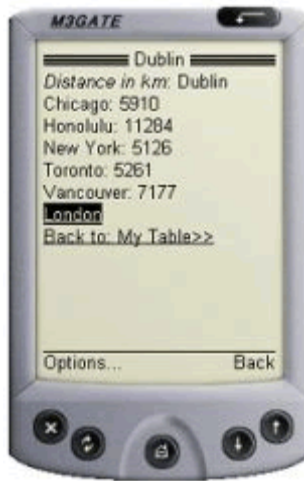 M3GATE
Dublin
Distance in km: Dublin
Chicago: 5910
Honolulu: 11284
New York: 5126
Toronto: 5261
Vancouver: 7177
London
Back to: My Table>>
Options... Back